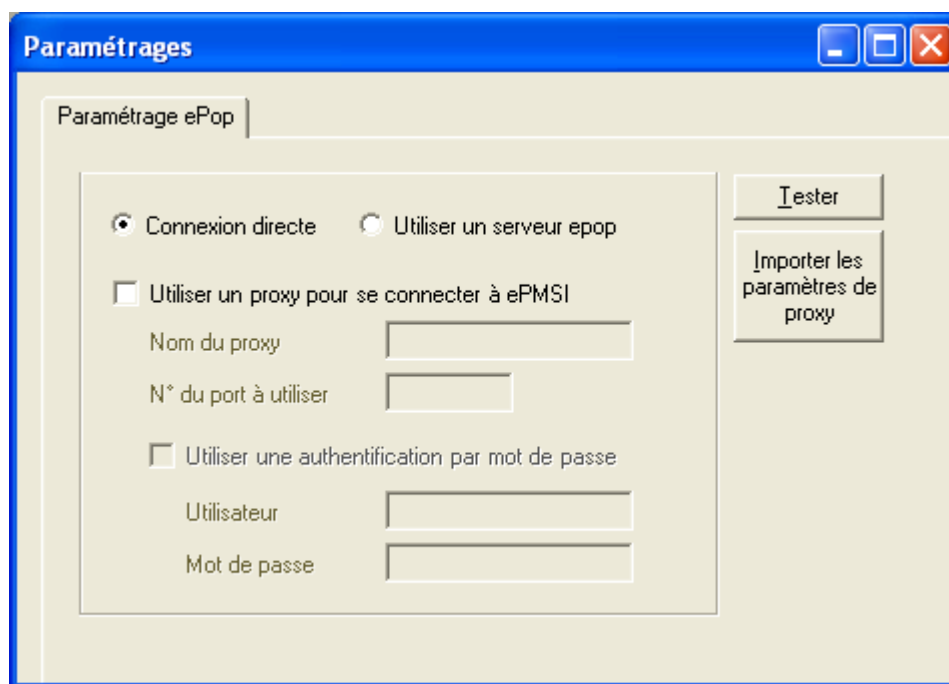 Paramétrages
Paramétrage ePop
Connexion directe
Utiliser un serveur epop
Tester
Utiliser un proxy pour se connecter à ePMSI
Importer les
paramètres de
proxy
Nom du proxy
N° du port à utiliser
Utiliser une authentification par mot de passe
Utilisateur
Mot de passe